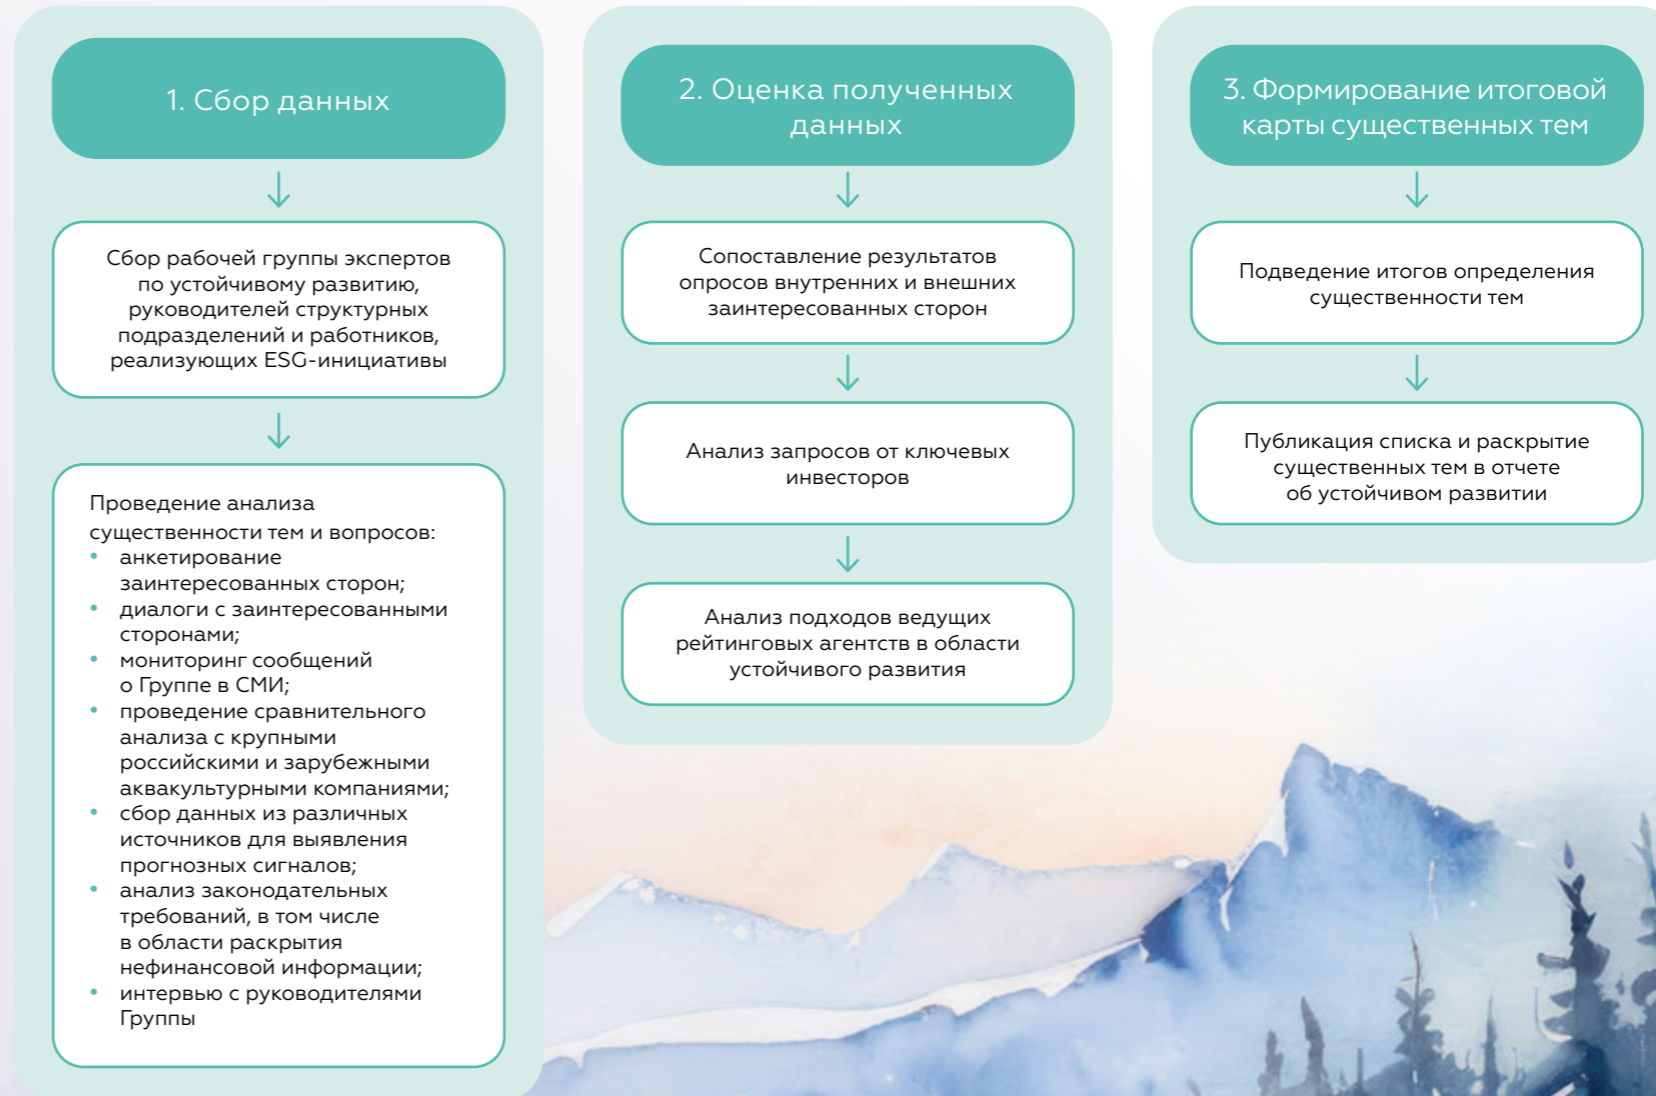 1. Сбор данных
Сбор рабочей группы экспертов
по устойчивому развитию,
руководителей структурных
подразделений и работников,
реализующих ESG-инициативы
Проведение анализа
существенности тем и вопросов:
• анкетирование
заинтересованных сторон;
• диалоги с заинтересованными
сторонами;
• мониторинг сообщений
о Группе в СМИ;
• проведение сравнительного
анализа с крупными
российскими и зарубежными
аквакультурными компаниями;
• сбор данных из различных
источников для выявления
прогнозных сигналов;
• анализ законодательных
требований, в том числе
в области раскрытия
нефинансовой информации;
• интервью с руководителями
Группы
2. Оценка полученных
данных
Сопоставление результатов
опросов внутренних и внешних
заинтересованных сторон
Анализ запросов от ключевых
инвесторов
Анализ подходов ведущих
рейтинговых агентств в области
устойчивого развития
3. Формирование итоговой
карты существенных тем
Подведение итогов определения
существенности тем
Публикация списка и раскрытие
существенных тем в отчете
об устойчивом развитии